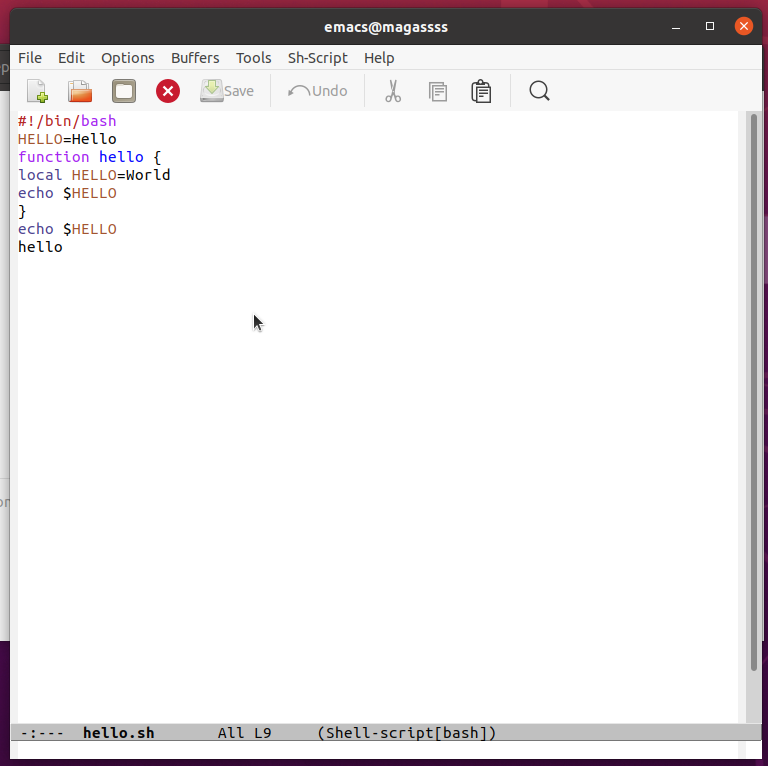 emacs@magassss
File Edit Options Buffers Tools Sh-Script Help
Save Undo
#!/bin/bash
HELLO=Hello
function hello {
local HELLO=World
echo $HELLO
}
echo $HELLO
hello
-:--- hello.sh All L9 (Shell-script[bash])